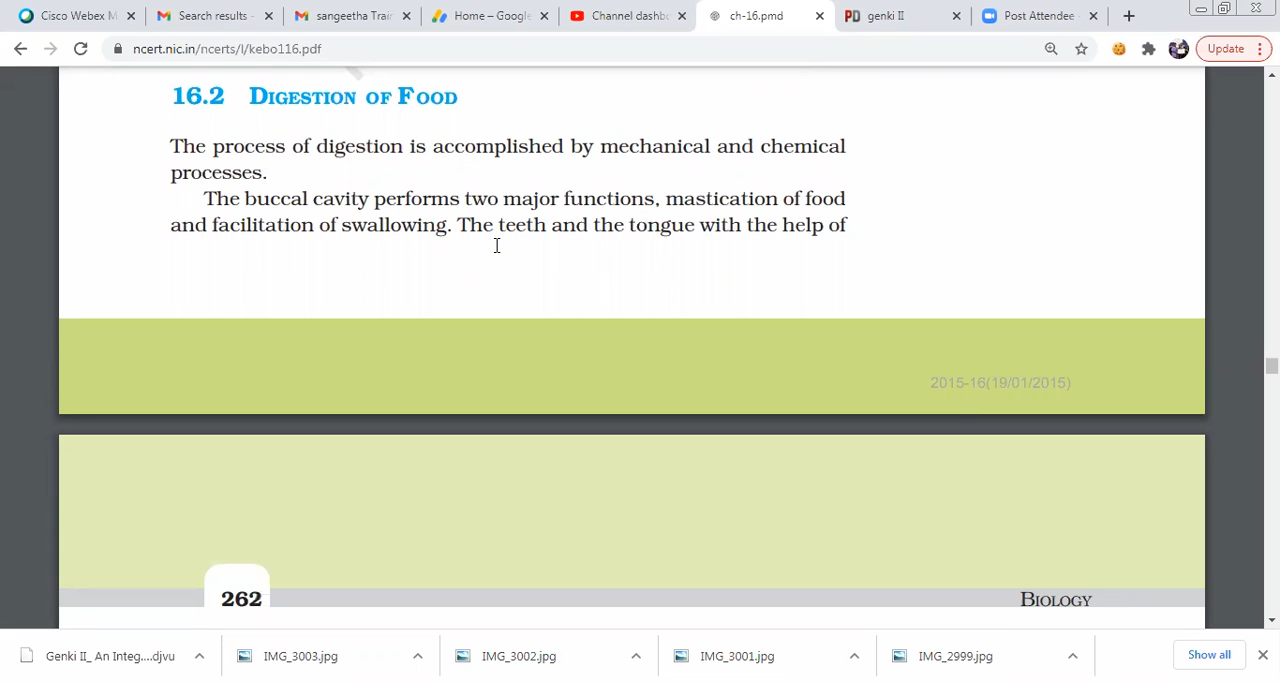 Cisco Webex M
Search results -
sangeetha Train
Home – Google
Channel dashb
ch-16.pmd
genki II
Post Attendee -
ncert.nic.in/ncerts/l/kebo116.pdf
Update
16.2 DIGESTION OF FOOD
The process of digestion is accomplished by mechanical and chemical
processes.
The buccal cavity performs two major functions, mastication of food
and facilitation of swallowing. The teeth and the tongue with the help of
2015-16(19/01/2015)
262
BIOLOGY
Genki II_ An Integ....djvu
IMG_3003.jpg
IMG_3002.jpg
IMG_3001.jpg
IMG_2999.jpg
Show all